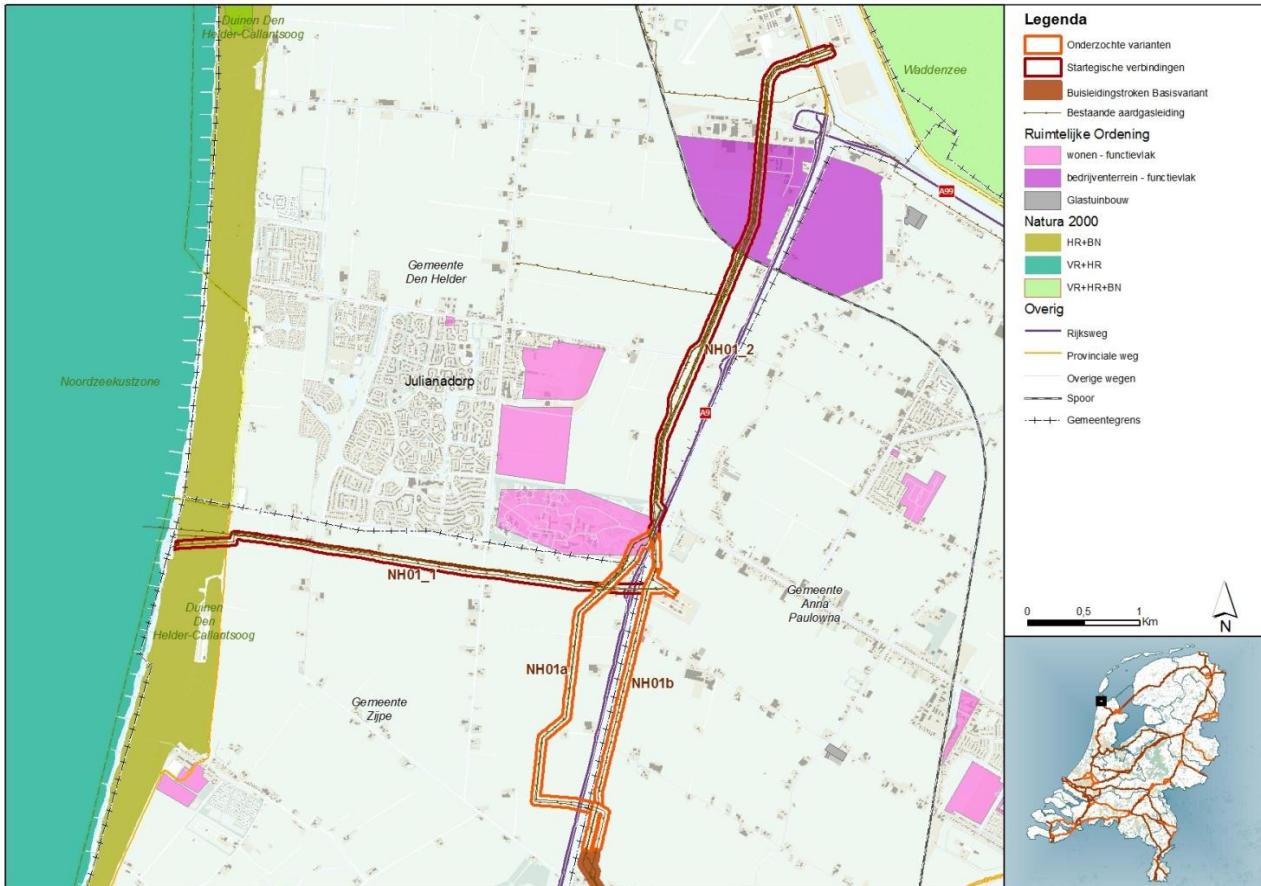 Duinen Den
Helder-Callantsoog
Waddenzee
A99
Gemeente
Den Helder
NH01_2
Noordzeekustzone
Julianadorp
A9
NH01_1
Duinen
Den
Helder-Callantsoog
Gemeente
Anna
Paulowna
NH01a
NH01b
Gemeente
Zijpe
Legenda
Onderzochte varianten
Startegische verbindingen
Buisleidingstroken Basisvariant
Bestaande aardgasleiding
Ruimtelijke Ordening
wonen - functievlak
bedrijventerrein - functievlak
Glastuinbouw
Natura 2000
HR+BN
VR+HR
VR+HR+BN
Overig
Rijksweg
Provinciale weg
Overige wegen
Spoor
Gemeentegrens
0 0,5 1
Km
N